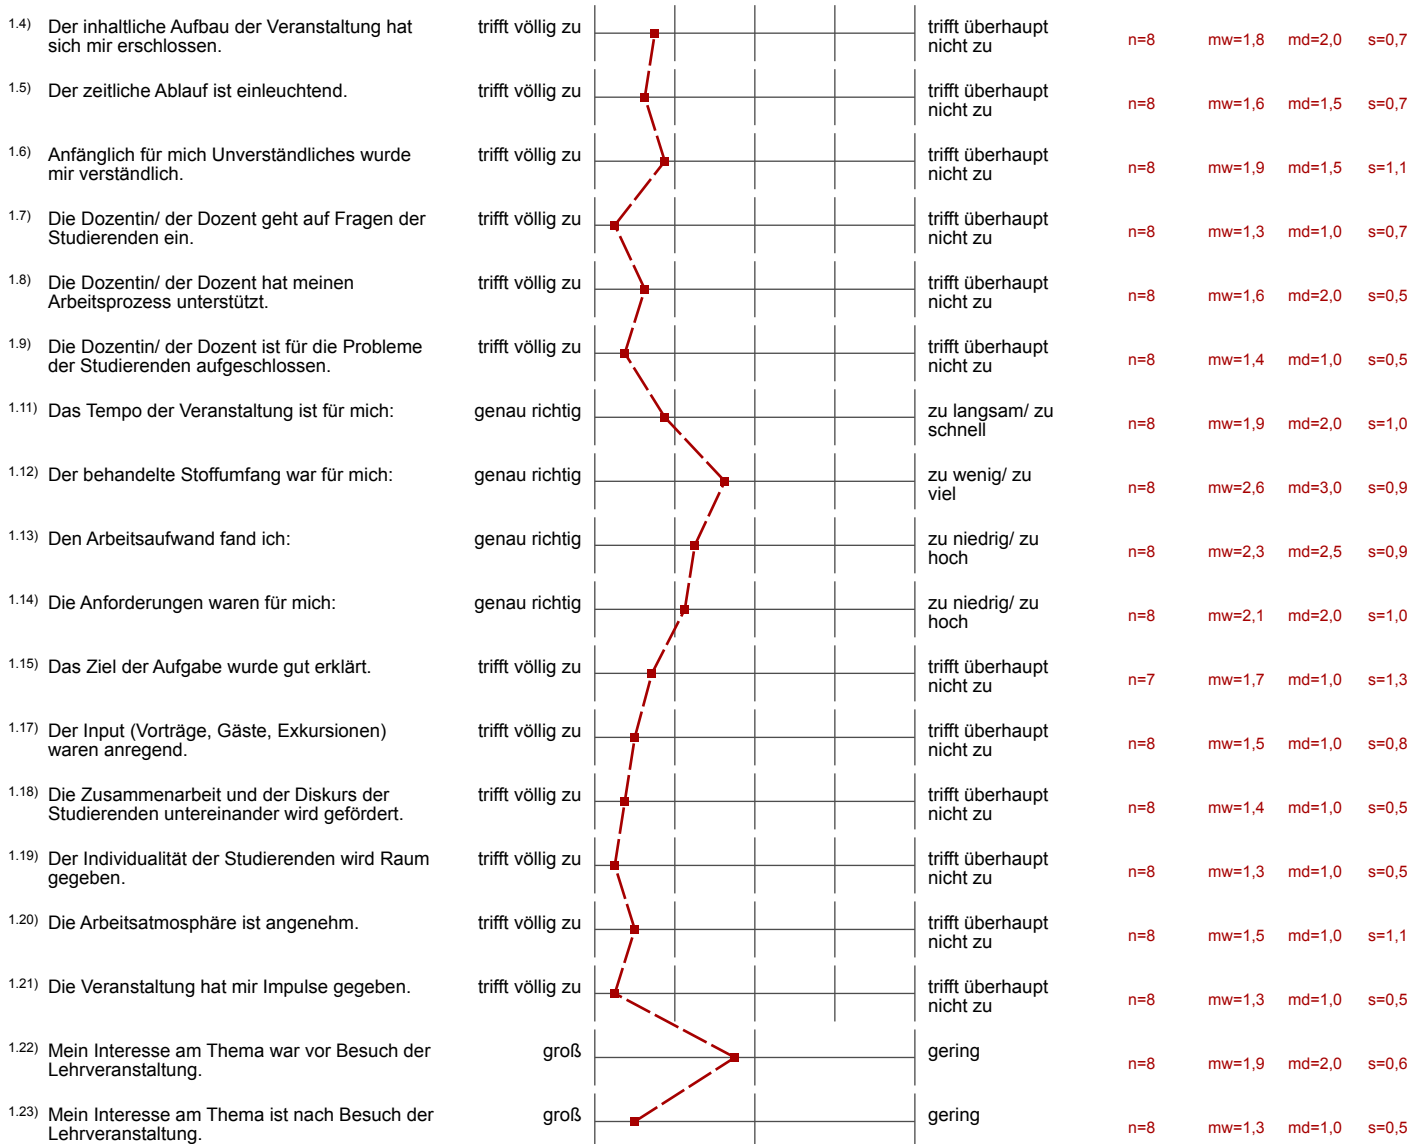 1.4) Der inhaltliche Aufbau der Veranstaltung hat
sich mir erschlossen.
trifft völlig zu
trifft überhaupt
nicht zu
n=8 mw=1,8 md=2,0 s=0,7
1.5) Der zeitliche Ablauf ist einleuchtend.
trifft völlig zu
trifft überhaupt
nicht zu
n=8 mw=1,6 md=1,5 s=0,7
1.6) Anfänglich für mich Unverständliches wurde
mir verständlich.
trifft völlig zu
trifft überhaupt
nicht zu
n=8 mw=1,9 md=1,5 s=1,1
1.7) Die Dozentin/ der Dozent geht auf Fragen der
Studierenden ein.
trifft völlig zu
trifft überhaupt
nicht zu
n=8 mw=1,3 md=1,0 s=0,7
1.8) Die Dozentin/ der Dozent hat meinen
Arbeitsprozess unterstützt.
trifft völlig zu
trifft überhaupt
nicht zu
n=8 mw=1,6 md=2,0 s=0,5
1.9) Die Dozentin/ der Dozent ist für die Probleme
der Studierenden aufgeschlossen.
trifft völlig zu
trifft überhaupt
nicht zu
n=8 mw=1,4 md=1,0 s=0,5
1.11) Das Tempo der Veranstaltung ist für mich:
genau richtig
zu langsam/ zu
schnell
n=8 mw=1,9 md=2,0 s=1,0
1.12) Der behandelte Stoffumfang war für mich:
genau richtig
zu wenig/ zu
viel
n=8 mw=2,6 md=3,0 s=0,9
1.13) Den Arbeitsaufwand fand ich:
genau richtig
zu niedrig/ zu
hoch
n=8 mw=2,3 md=2,5 s=0,9
1.14) Die Anforderungen waren für mich:
genau richtig
zu niedrig/ zu
hoch
n=8 mw=2,1 md=2,0 s=1,0
1.15) Das Ziel der Aufgabe wurde gut erklärt.
trifft völlig zu
trifft überhaupt
nicht zu
n=7 mw=1,7 md=1,0 s=1,3
1.17) Der Input (Vorträge, Gäste, Exkursionen)
waren anregend.
trifft völlig zu
trifft überhaupt
nicht zu
n=8 mw=1,5 md=1,0 s=0,8
1.18) Die Zusammenarbeit und der Diskurs der
Studierenden untereinander wird gefördert.
trifft völlig zu
trifft überhaupt
nicht zu
n=8 mw=1,4 md=1,0 s=0,5
1.19) Der Individualität der Studierenden wird Raum
gegeben.
trifft völlig zu
trifft überhaupt
nicht zu
n=8 mw=1,3 md=1,0 s=0,5
1.20) Die Arbeitsatmosphäre ist angenehm.
trifft völlig zu
trifft überhaupt
nicht zu
n=8 mw=1,5 md=1,0 s=1,1
1.21) Die Veranstaltung hat mir Impulse gegeben.
trifft völlig zu
trifft überhaupt
nicht zu
n=8 mw=1,3 md=1,0 s=0,5
1.22) Mein Interesse am Thema war vor Besuch der
Lehrveranstaltung.
groß
gering
n=8 mw=1,9 md=2,0 s=0,6
1.23) Mein Interesse am Thema ist nach Besuch der
Lehrveranstaltung.
groß
gering
n=8 mw=1,3 md=1,0 s=0,5